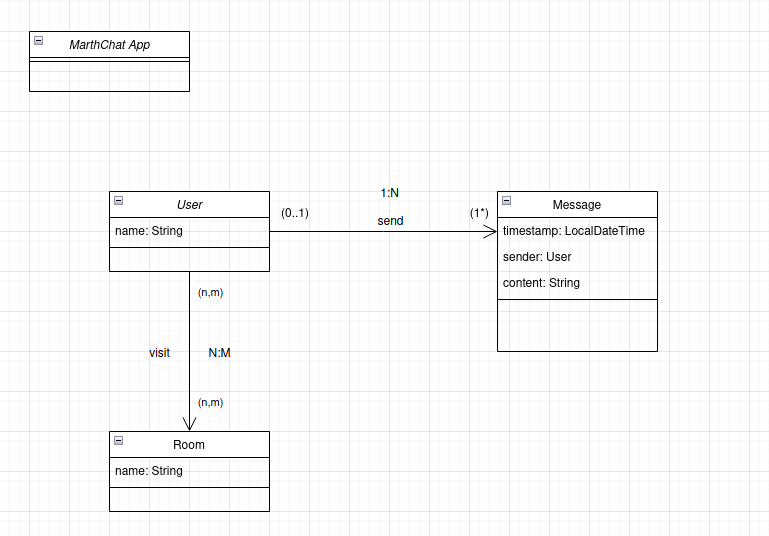 MarthChat App
1:N
User
(0..1)
(1*)
Message
send
name: String
timestamp: LocalDateTime
sender: User
content: String
(n,m)
visit
N:M
(n,m)
Room
name: String